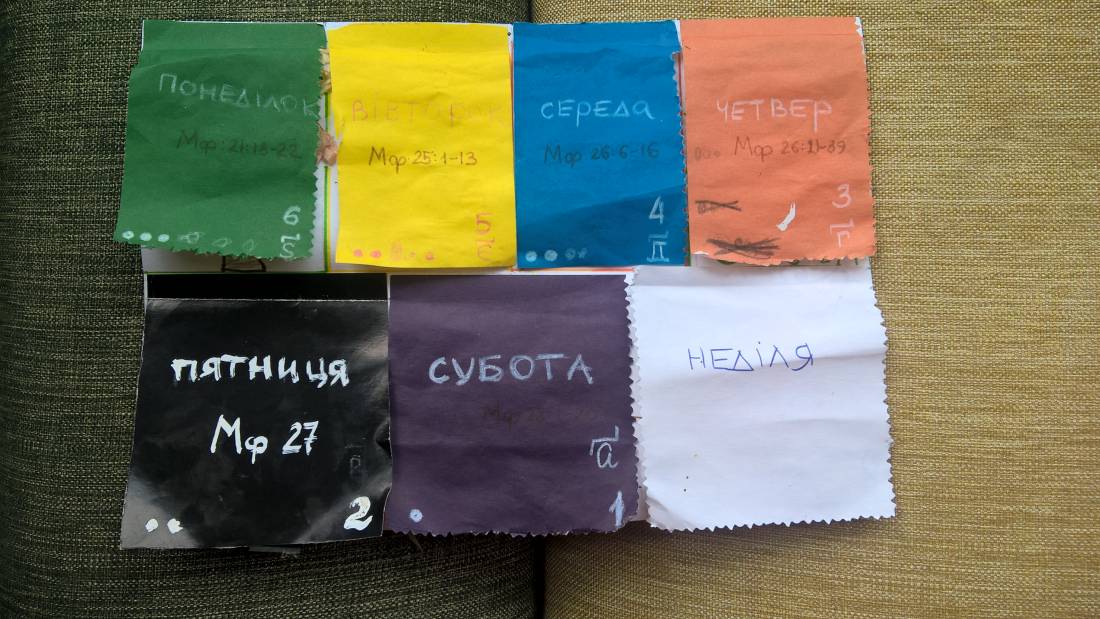 ПОНЕДІЛОК
Мф 21:18-22
6
ВІВТОРОК
Мф 25:1-13
5
СЕРЕДА
Мф 26:6-16
4
ЧЕТВЕР
Мф 26:21-39
3
ПЯТНИЦЯ
Мф 27
2
СУБОТА
а
1
НЕДІЛЯ